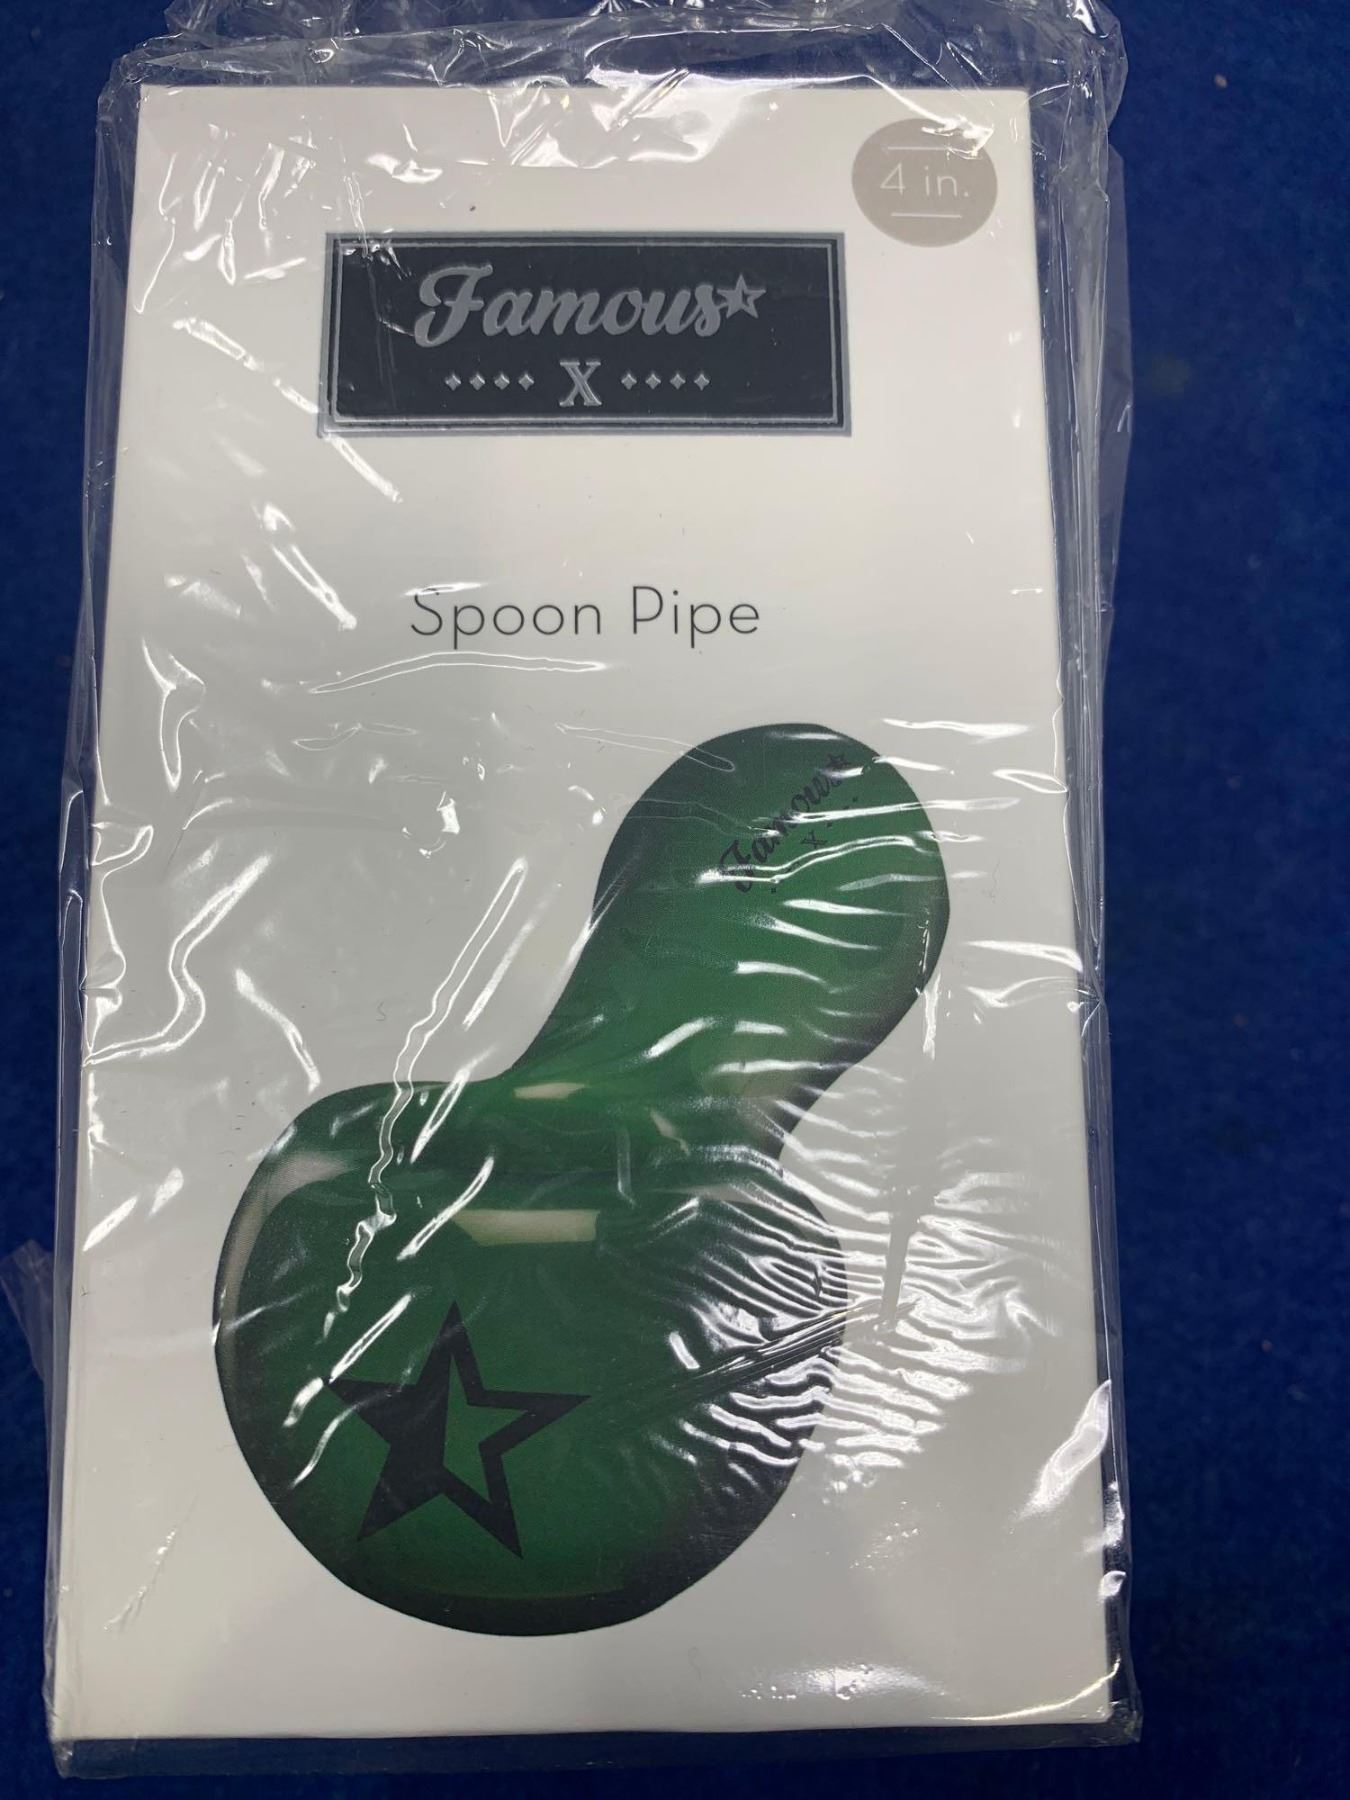 4 in.
Famous
X
Spoon Pipe
Famous
X